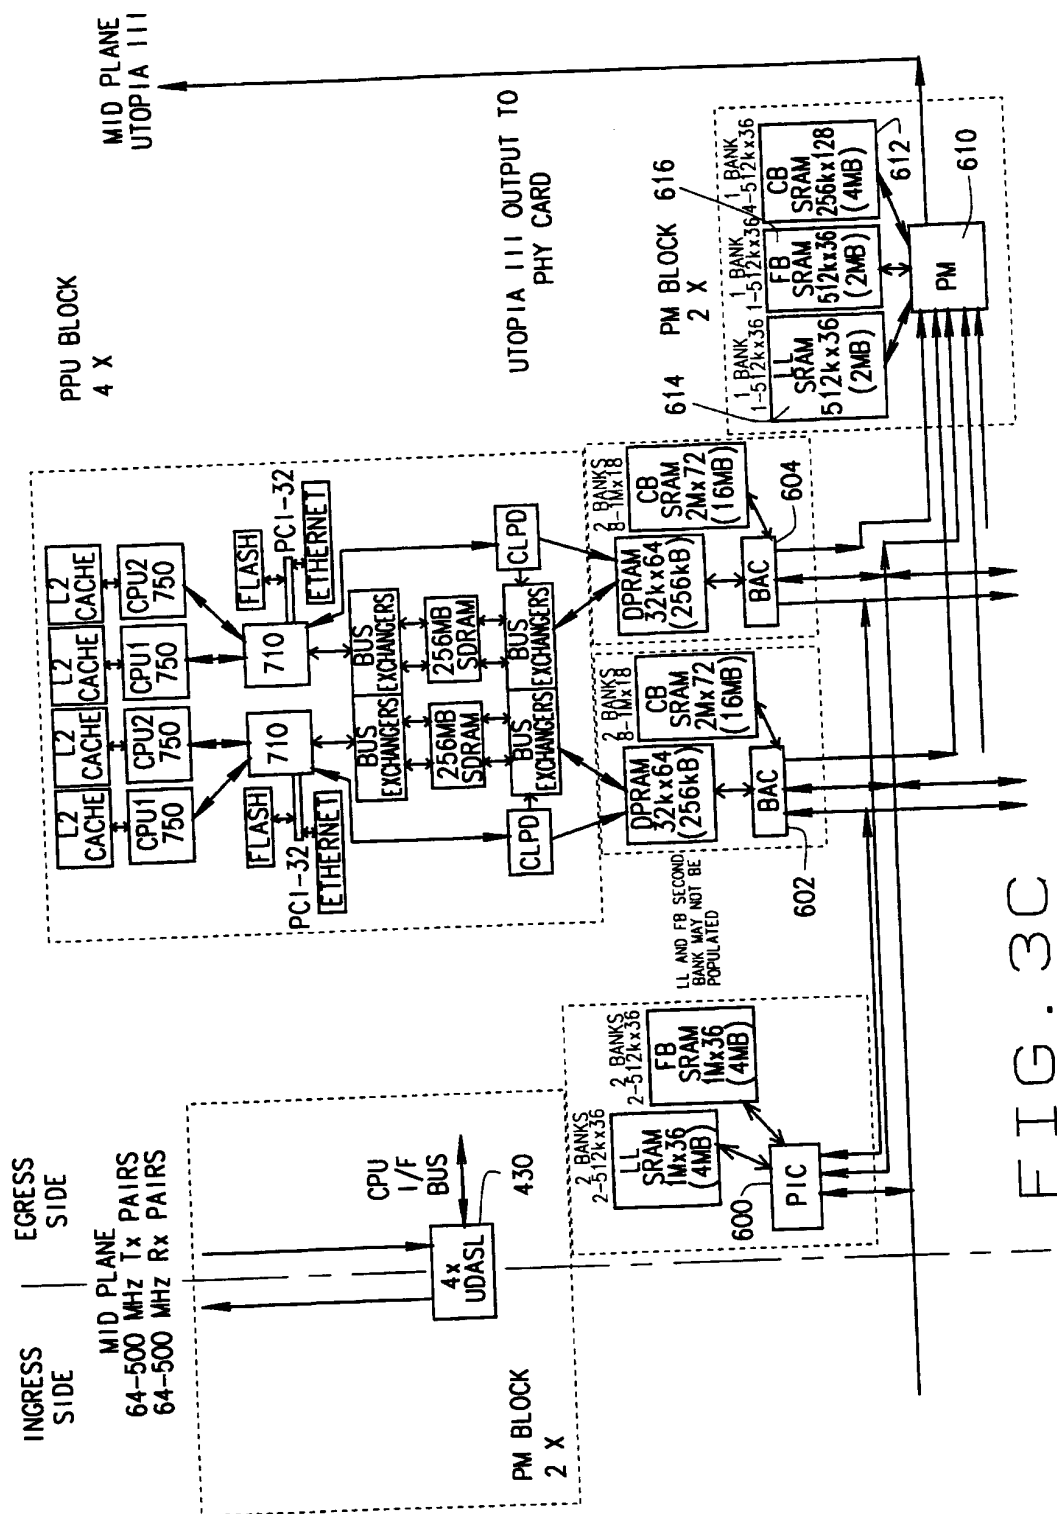 INGRESS
SIDE
EGRESS
SIDE
MID PLANE
64-500 MHz Tx PAIRS
64-500 MHz Rx PAIRS
MID PLANE
UTOPIA III
PPU BLOCK
4 X
UTOPIA III OUTPUT TO
PHY CARD
L2
CACHE
L2
CACHE
L2
CACHE
L2
CACHE
CPU1
750
CPU2
750
CPU1
750
CPU2
750
710
710
FLASH
PCI-32
ETHERNET
FLASH
PCI-32
ETHERNET
BUS
EXCHANGERS
BUS
EXCHANGERS
256MB
SDRAM
256MB
SDRAM
CLPD
BUS
EXCHANGERS
BUS
EXCHANGERS
CLPD
CPU
I/F
BUS
4x
UDASL
430
PM BLOCK
2 X
2 BANKS
2-512kx36
LL
SRAM
1Mx36
(4MB)
2 BANKS
2-512kx36
FB
SRAM
1Mx36
(4MB)
600
PIC
LL AND FB SECOND
BANK MAY NOT BE
POPULATED
DPRAM
32kx64
(256kB)
2 BANKS
8-1Mx18
CB
SRAM
2Mx72
(16MB)
BAC
602
DPRAM
32kx64
(256kB)
2 BANKS
8-1Mx18
CB
SRAM
2Mx72
(16MB)
BAC
604
PM BLOCK
2 X
614
616
1 BANK
1-512kx36
LL
SRAM
512kx36
(2MB)
1 BANK
1-512kx36
FB
SRAM
512kx36
(2MB)
1 BANK
4-512kx36
CB
SRAM
256kx128
(4MB)
612
PM
610
FIG. 3C